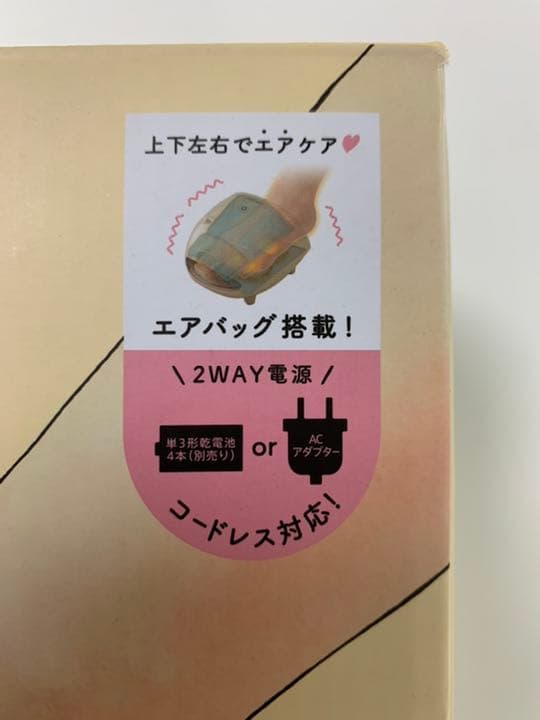 上下左右でエアケア♥
エアバッグ搭載!
\ 2WAY電源 /
単3形乾電池
4本(別売り)
or
AC
アダプター
コードレス対応!